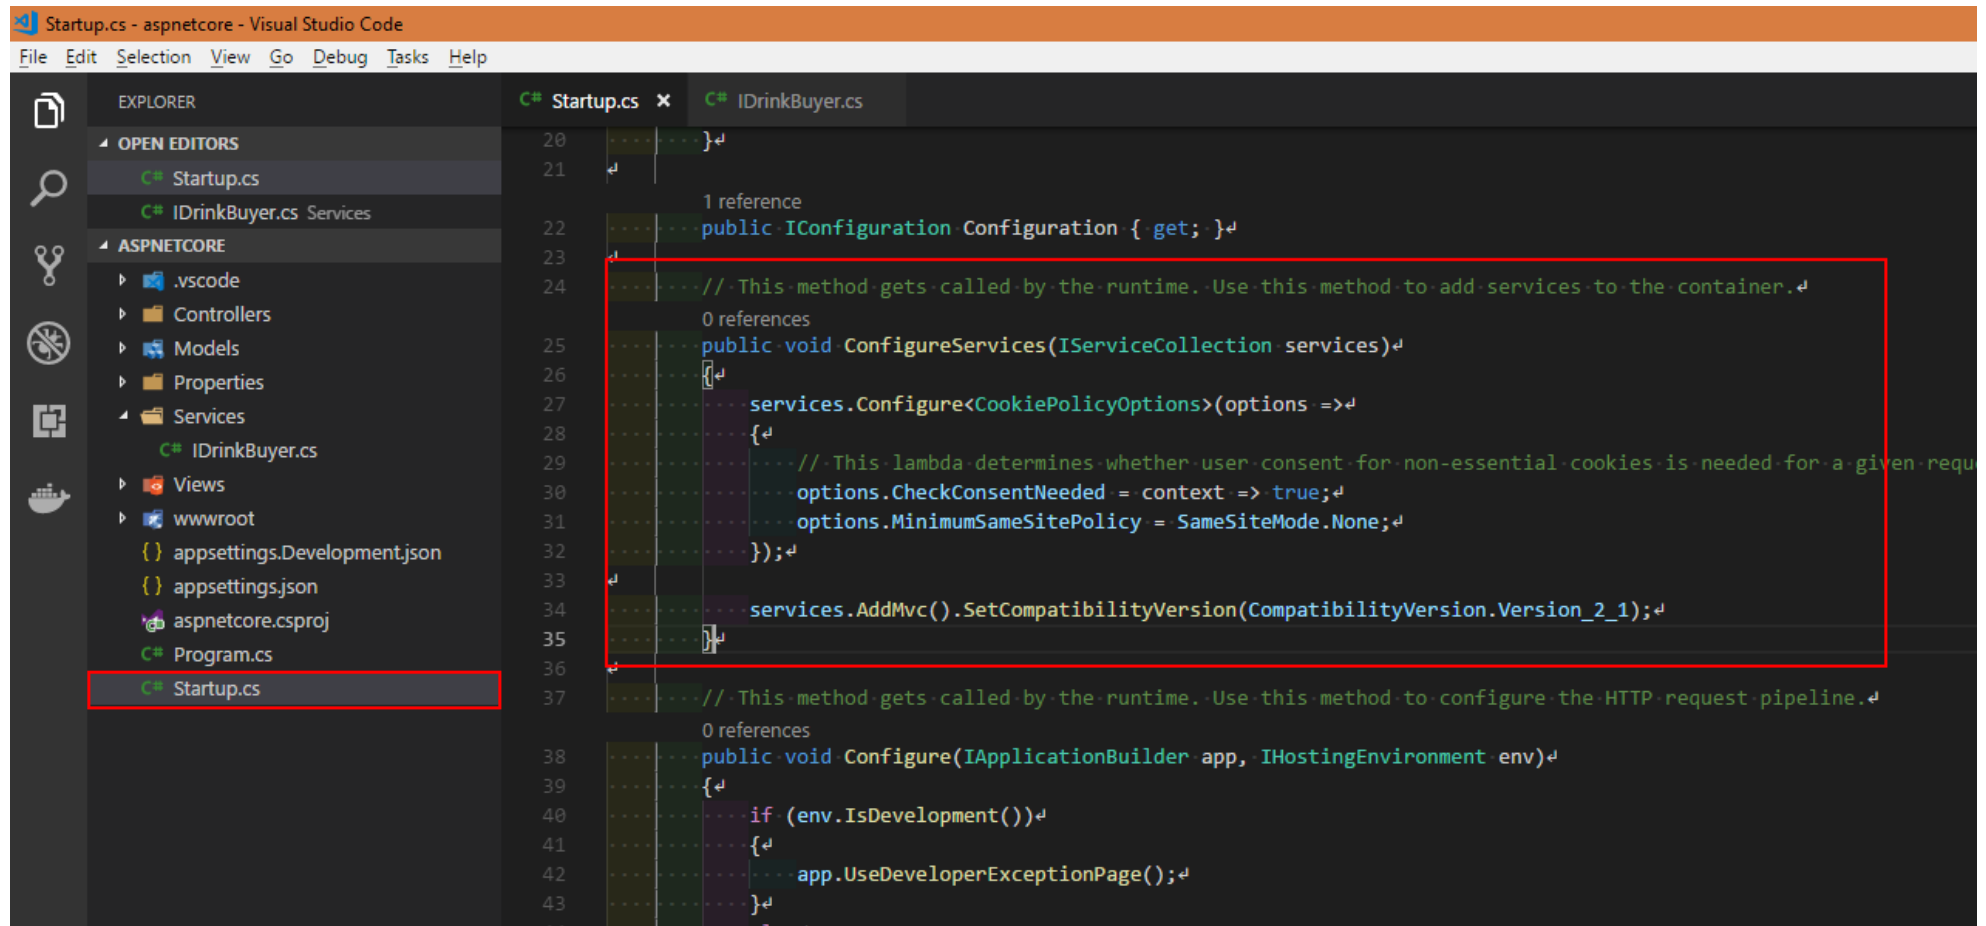 Startup.cs - aspnetcore - Visual Studio Code
File Edit Selection View Go Debug Tasks Help
EXPLORER
OPEN EDITORS
C# Startup.cs
C# IDrinkBuyer.cs Services
ASPNETCORE
.vscode
Controllers
Models
Properties
Services
C# IDrinkBuyer.cs
Views
wwwroot
{ } appsettings.Development.json
{ } appsettings.json
aspnetcore.csproj
C# Program.cs
C# Startup.cs
C# Startup.cs × C# IDrinkBuyer.cs
20 }
21
1 reference
22 public IConfiguration Configuration { get; }
23
24 // This method gets called by the runtime. Use this method to add services to the container.
0 references
25 public void ConfigureServices(IServiceCollection services)
26 {
27 services.Configure<CookiePolicyOptions>(options =>
28 {
29 // This lambda determines whether user consent for non-essential cookies is needed for a given requ
30 options.CheckConsentNeeded = context => true;
31 options.MinimumSameSitePolicy = SameSiteMode.None;
32 });
33
34 services.AddMvc().SetCompatibilityVersion(CompatibilityVersion.Version_2_1);
35 }
36
37 // This method gets called by the runtime. Use this method to configure the HTTP request pipeline.
0 references
38 public void Configure(IApplicationBuilder app, IHostingEnvironment env)
39 {
40 if (env.IsDevelopment())
41 {
42 app.UseDeveloperExceptionPage();
43 }